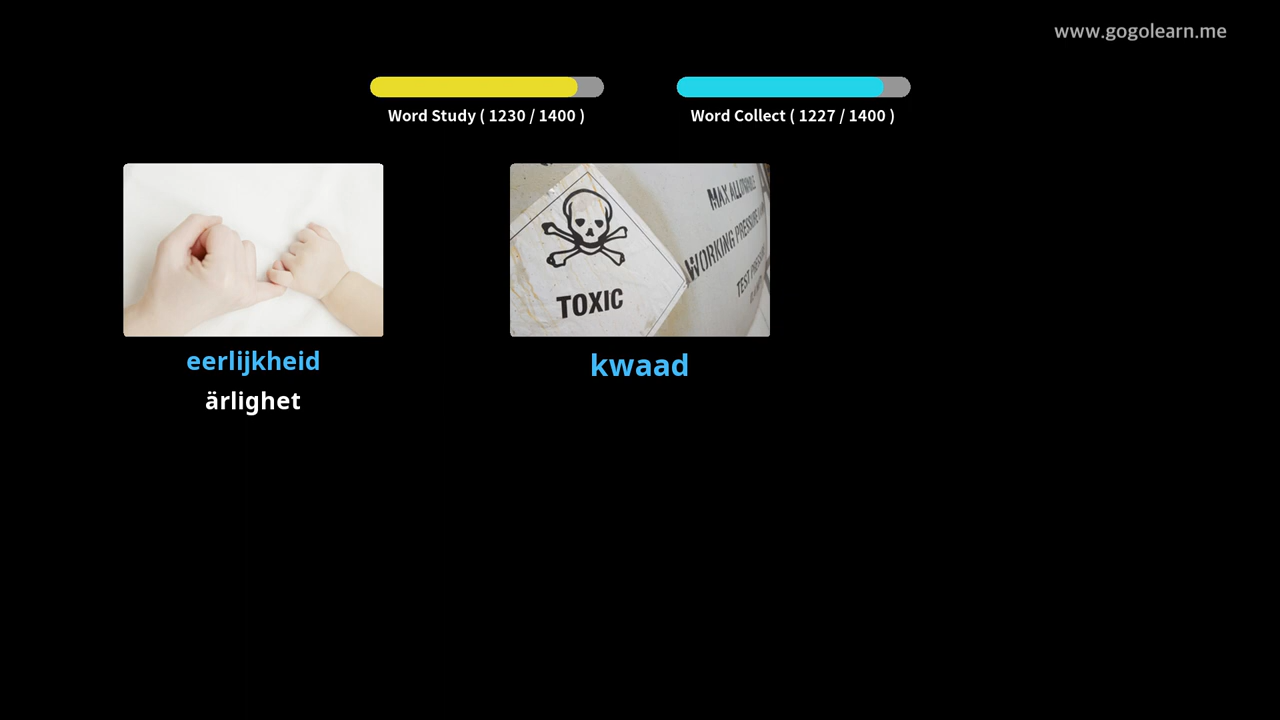 www.gogolearn.me
Word Study ( 1230 / 1400 )
Word Collect ( 1227 / 1400 )
TOXIC
MAX ALLOWABLE
WORKING PRESSURE
TEST PRESSURE
eerlijkheid
kwaad
ärlighet